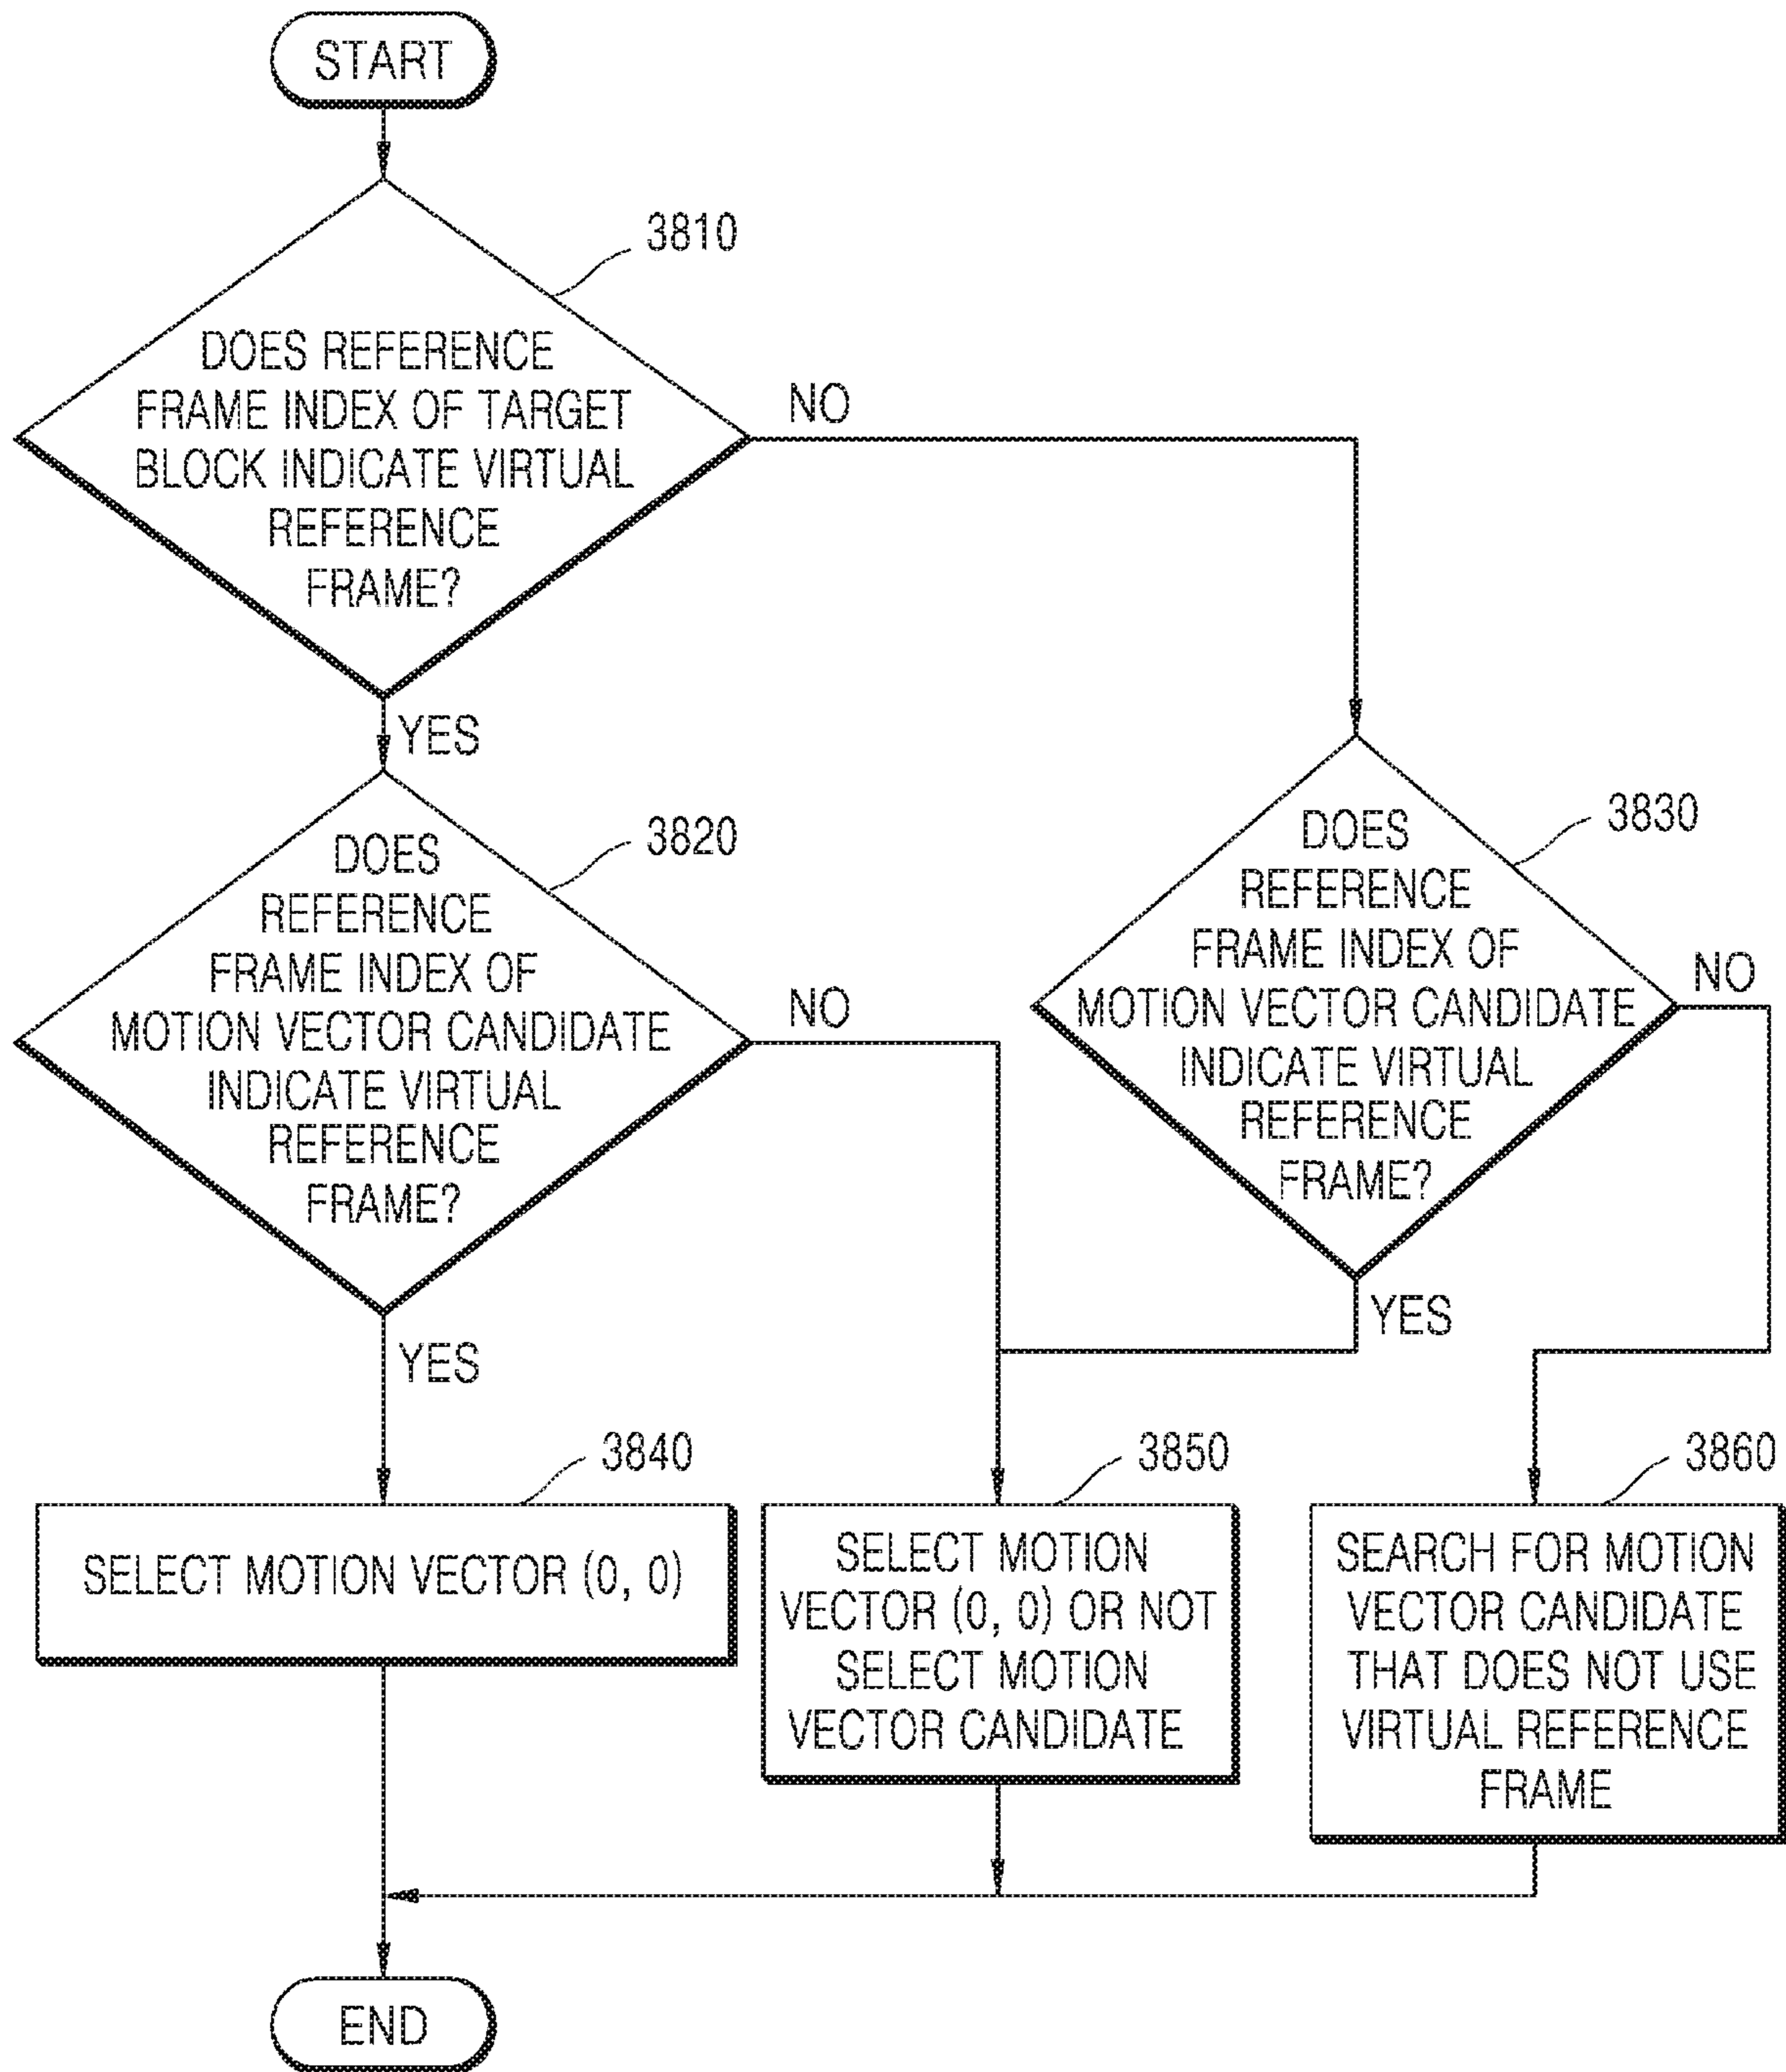 START
3810
DOES REFERENCE
FRAME INDEX OF TARGET
BLOCK INDICATE VIRTUAL
REFERENCE
FRAME?
NO
YES
3820
DOES
REFERENCE
FRAME INDEX OF
MOTION VECTOR CANDIDATE
INDICATE VIRTUAL
REFERENCE
FRAME?
NO
YES
3830
DOES
REFERENCE
FRAME INDEX OF
MOTION VECTOR CANDIDATE
INDICATE VIRTUAL
REFERENCE
FRAME?
NO
YES
3840
SELECT MOTION VECTOR (0, 0)
3850
SELECT MOTION
VECTOR (0, 0) OR NOT
SELECT MOTION
VECTOR CANDIDATE
3860
SEARCH FOR MOTION
VECTOR CANDIDATE
THAT DOES NOT USE
VIRTUAL REFERENCE
FRAME
END